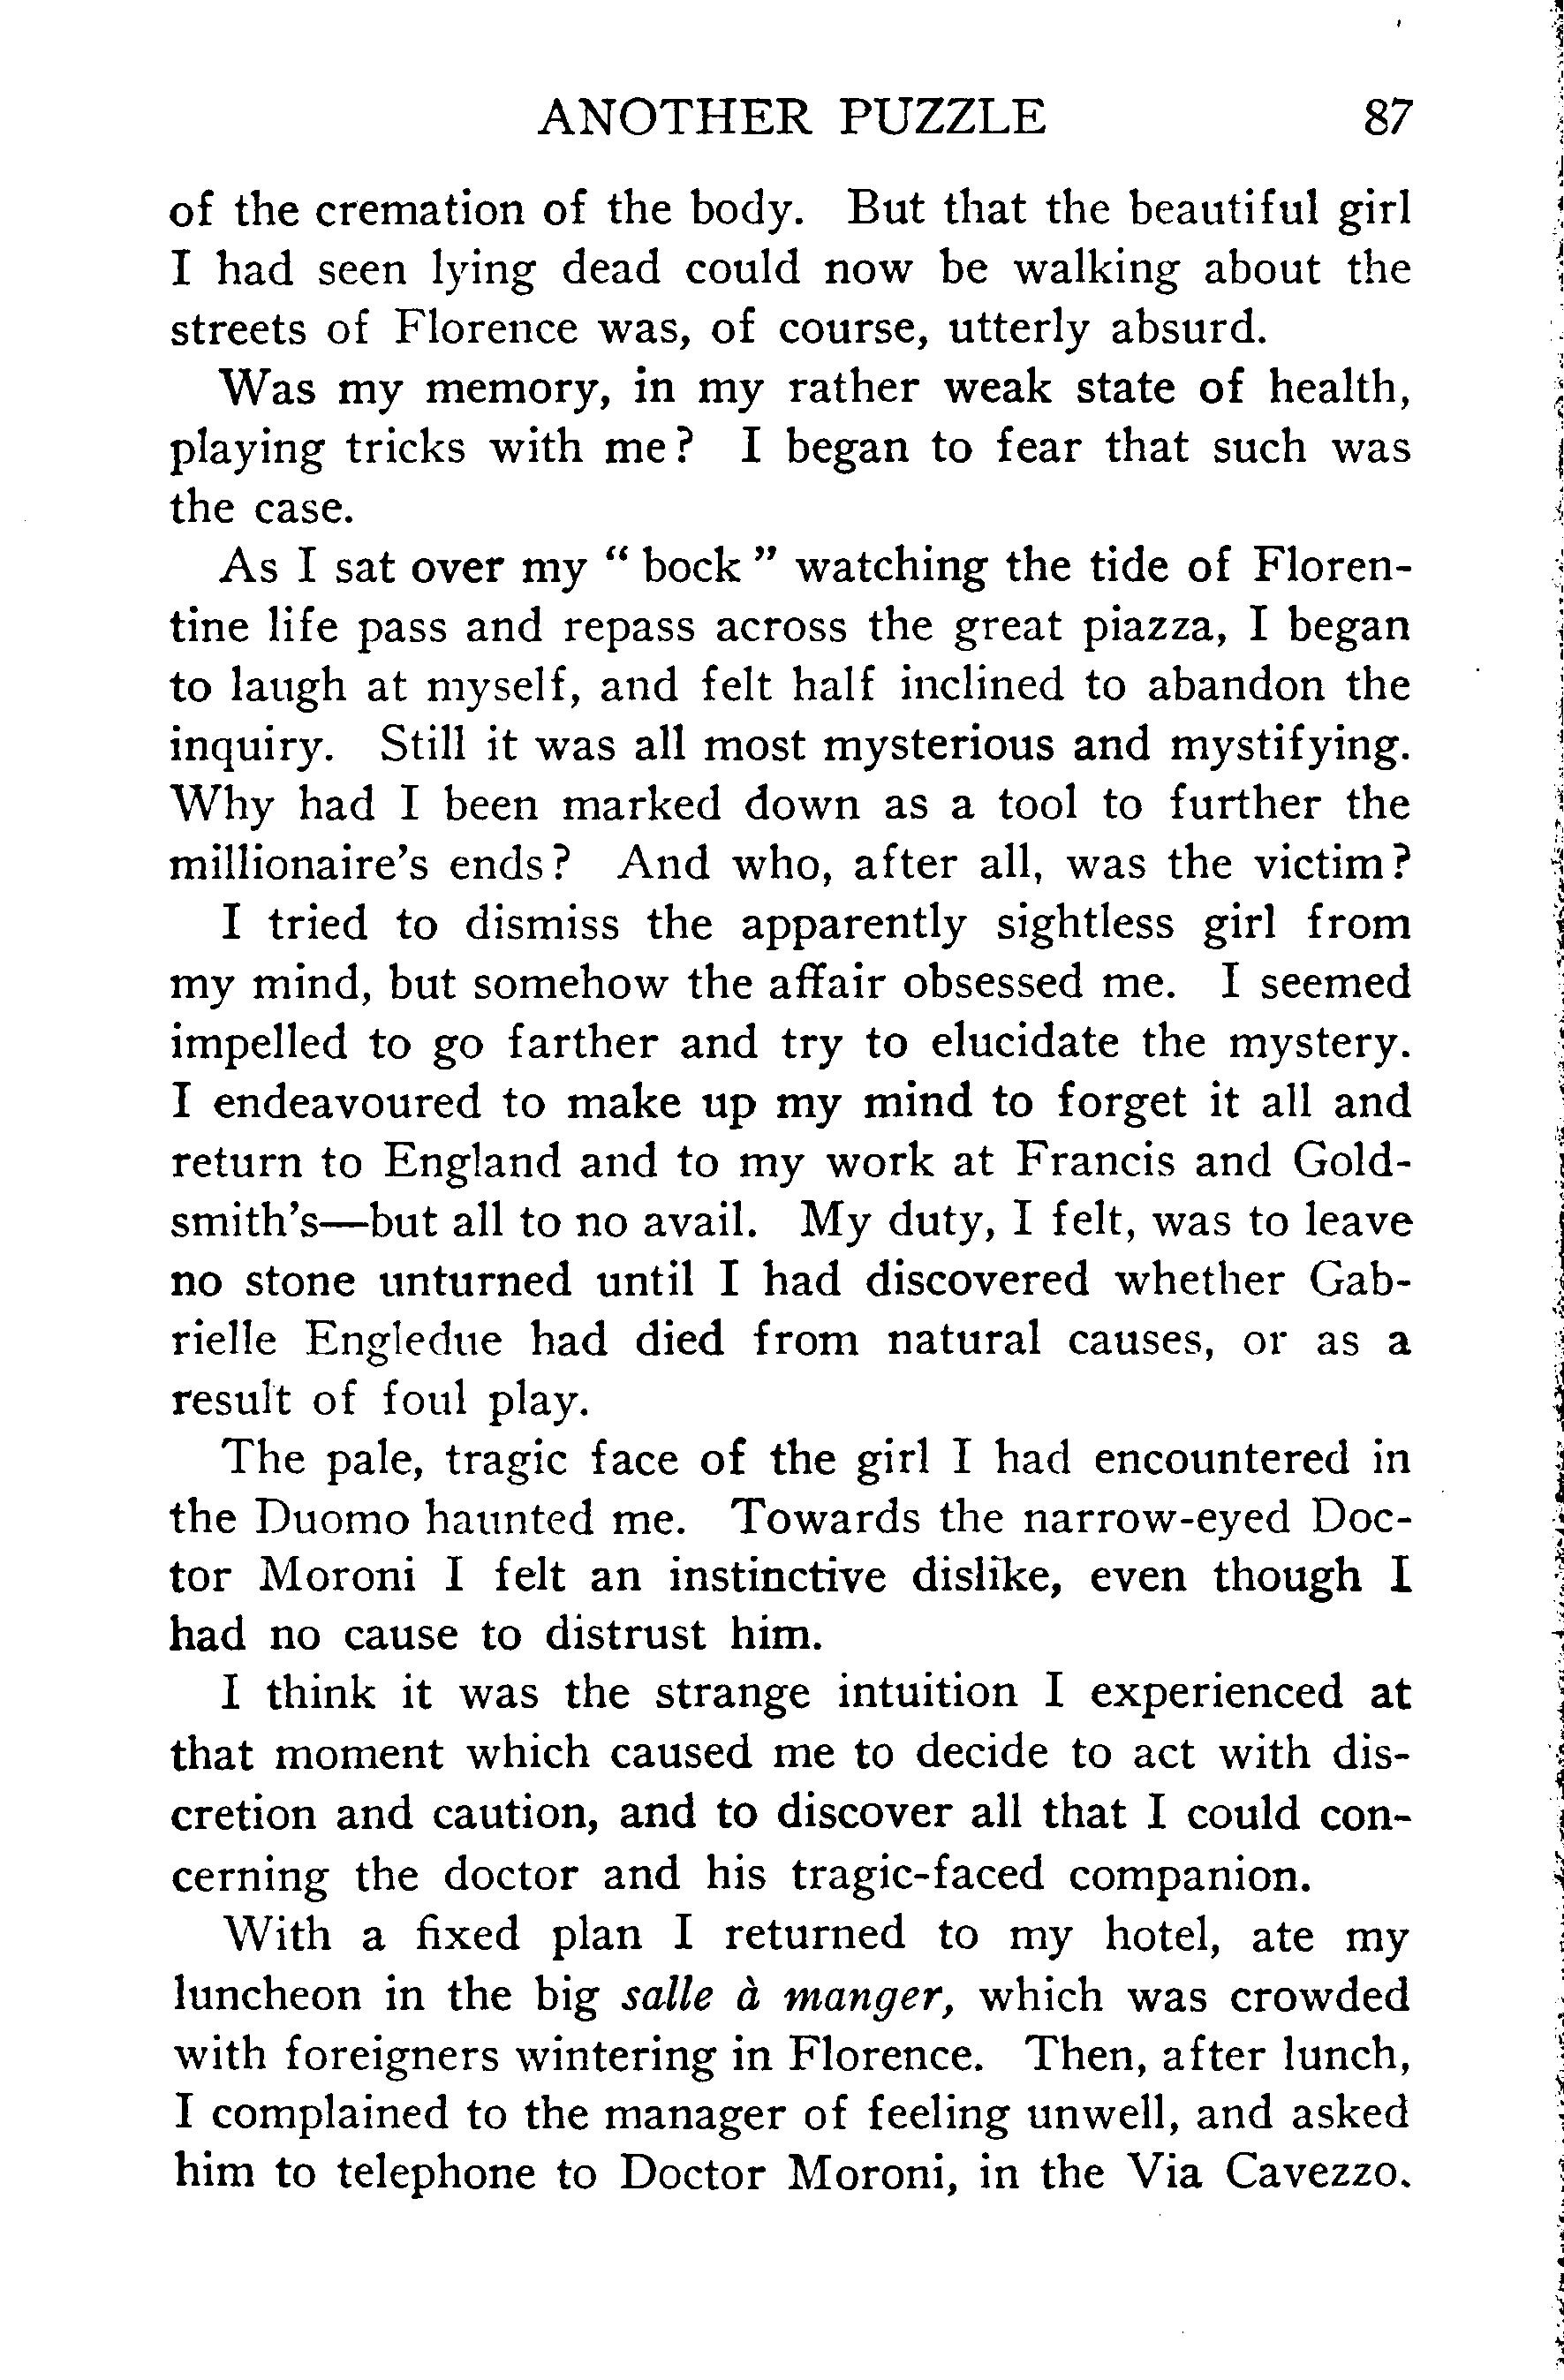 ANOTHER PUZZLE 87
of the cremation of the body. But that the beautiful girl
I had seen lying dead could now be walking about the
streets of Florence was, of course, utterly absurd.
Was my memory, in my rather weak state of health,
playing tricks with me? I began to fear that such was
the case.
As I sat over my “ bock ” watching the tide of Floren-
tine life pass and repass across the great piazza, I began
to laugh at myself, and felt half inclined to abandon the
inquiry. Still it was all most mysterious and mystifying.
Why had I been marked down as a tool to further the
millionaire’s ends? And who, after all, was the victim?
I tried to dismiss the apparently sightless girl from
my mind, but somehow the affair obsessed me. I seemed
impelled to go farther and try to elucidate the mystery.
I endeavoured to make up my mind to forget it all and
return to England and to my work at Francis and Gold-
smith’s—but all to no avail. My duty, I felt, was to leave
no stone unturned until I had discovered whether Gab-
rielle Engledue had died from natural causes, or as a
result of foul play.
The pale, tragic face of the girl I had encountered in
the Duomo haunted me. Towards the narrow-eyed Doc-
tor Moroni I felt an instinctive dislike, even though I
had no cause to distrust him.
I think it was the strange intuition I experienced at
that moment which caused me to decide to act with dis-
cretion and caution, and to discover all that I could con-
cerning the doctor and his tragic-faced companion.
With a fixed plan I returned to my hotel, ate my
luncheon in the big salle à manger, which was crowded
with foreigners wintering in Florence. Then, after lunch,
I complained to the manager of feeling unwell, and asked
him to telephone to Doctor Moroni, in the Via Cavezzo.